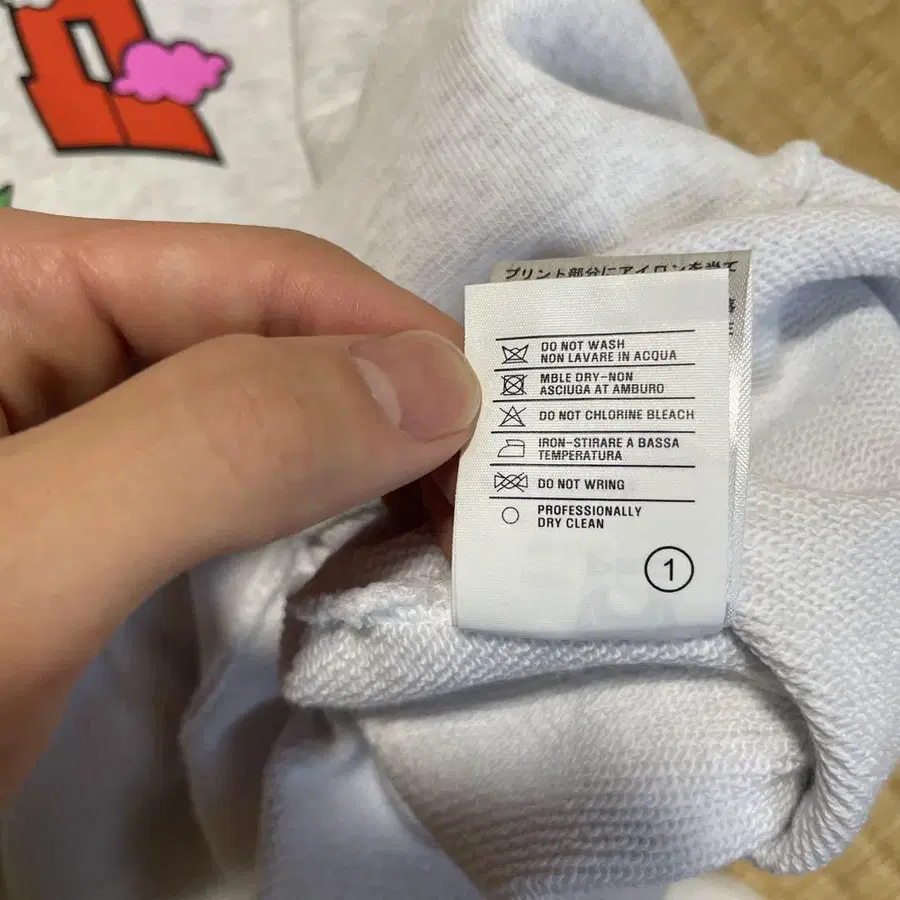 プリント部分にアイロンを当て
DO NOT WASH
NON LAVARE IN ACQUA
MBLE DRY-NON
ASCIUGA AT AMBURO
DO NOT CHLORINE BLEACH
IRON-STIRARE A BASSA
TEMPERATURA
DO NOT WRING
PROFESSIONALLY
DRY CLEAN
1